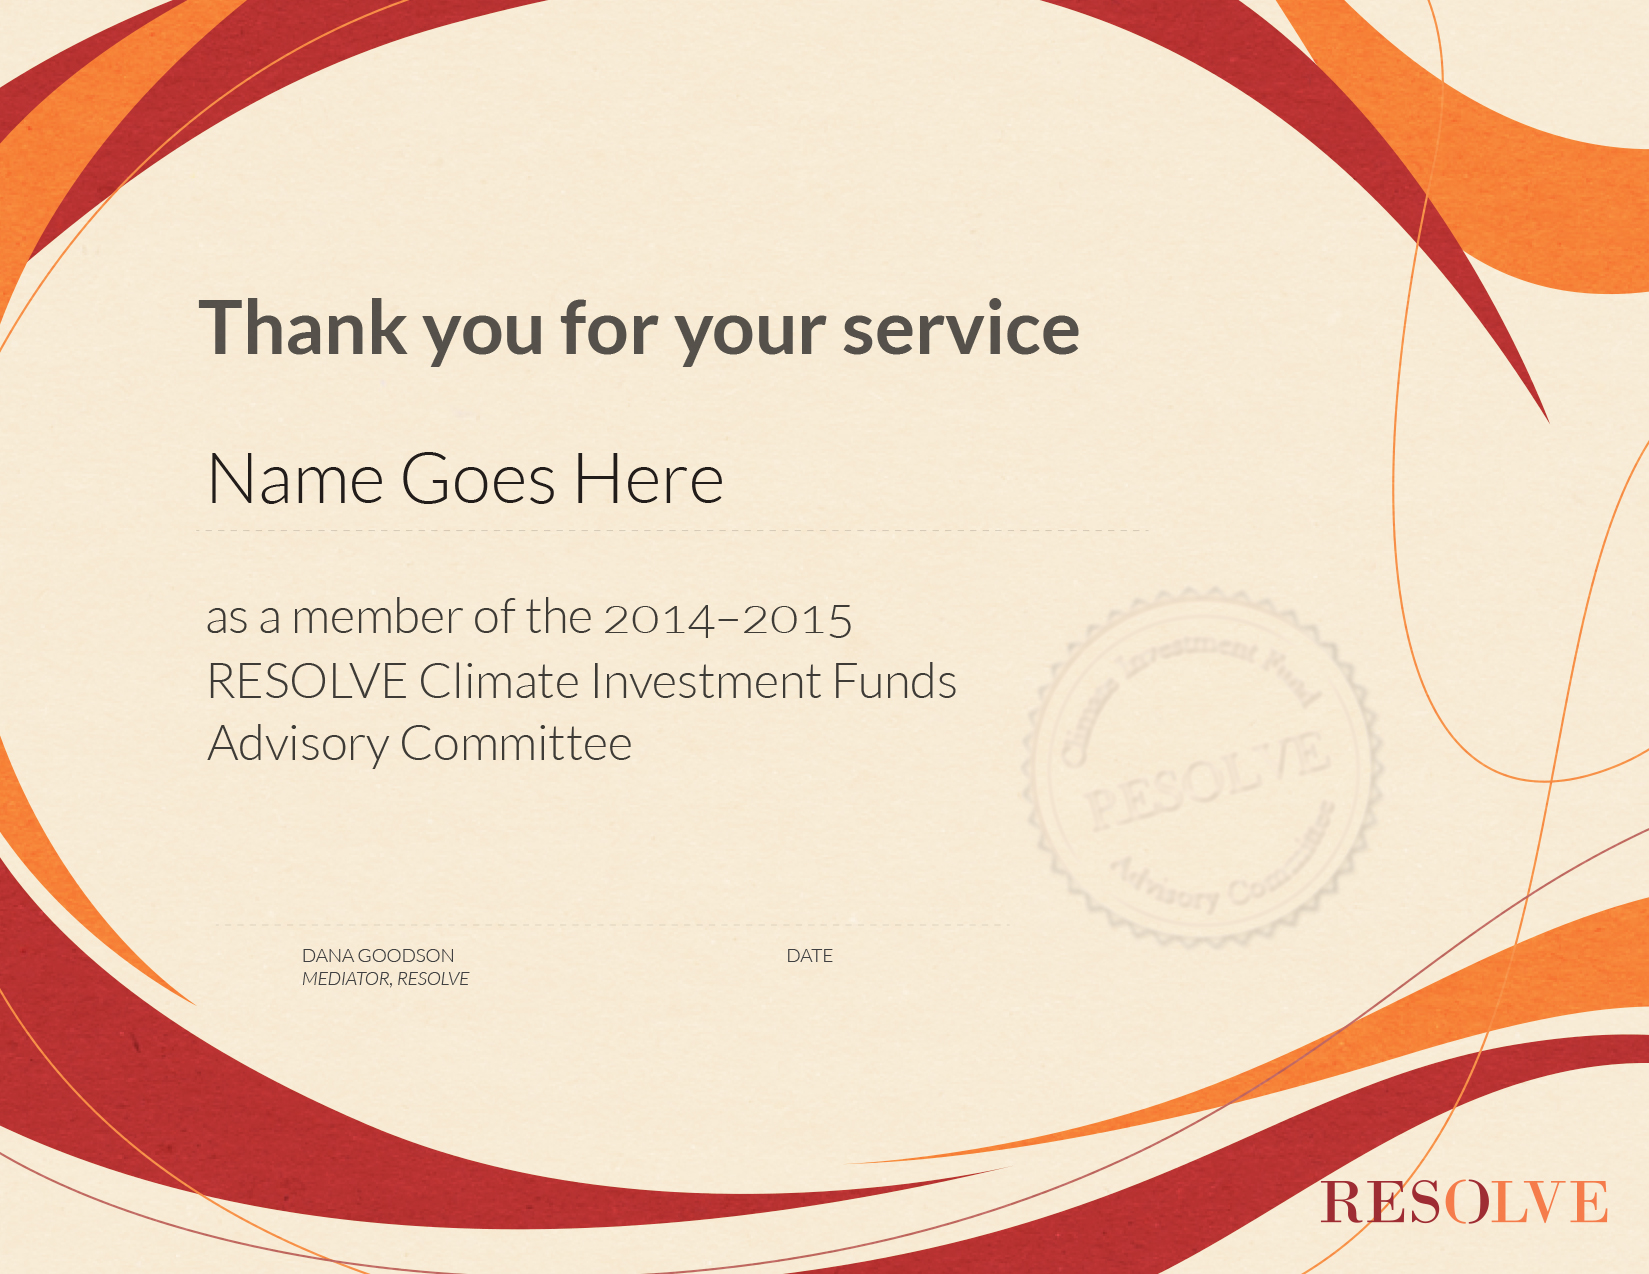 Thank you for your service
Name Goes Here
as a member of the 2014–2015
RESOLVE Climate Investment Funds
Advisory Committee
Climate Investment Fund
RESOLVE
Advisory Committee
DANA GOODSON
DATE
MEDIATOR, RESOLVE
RESOLVE